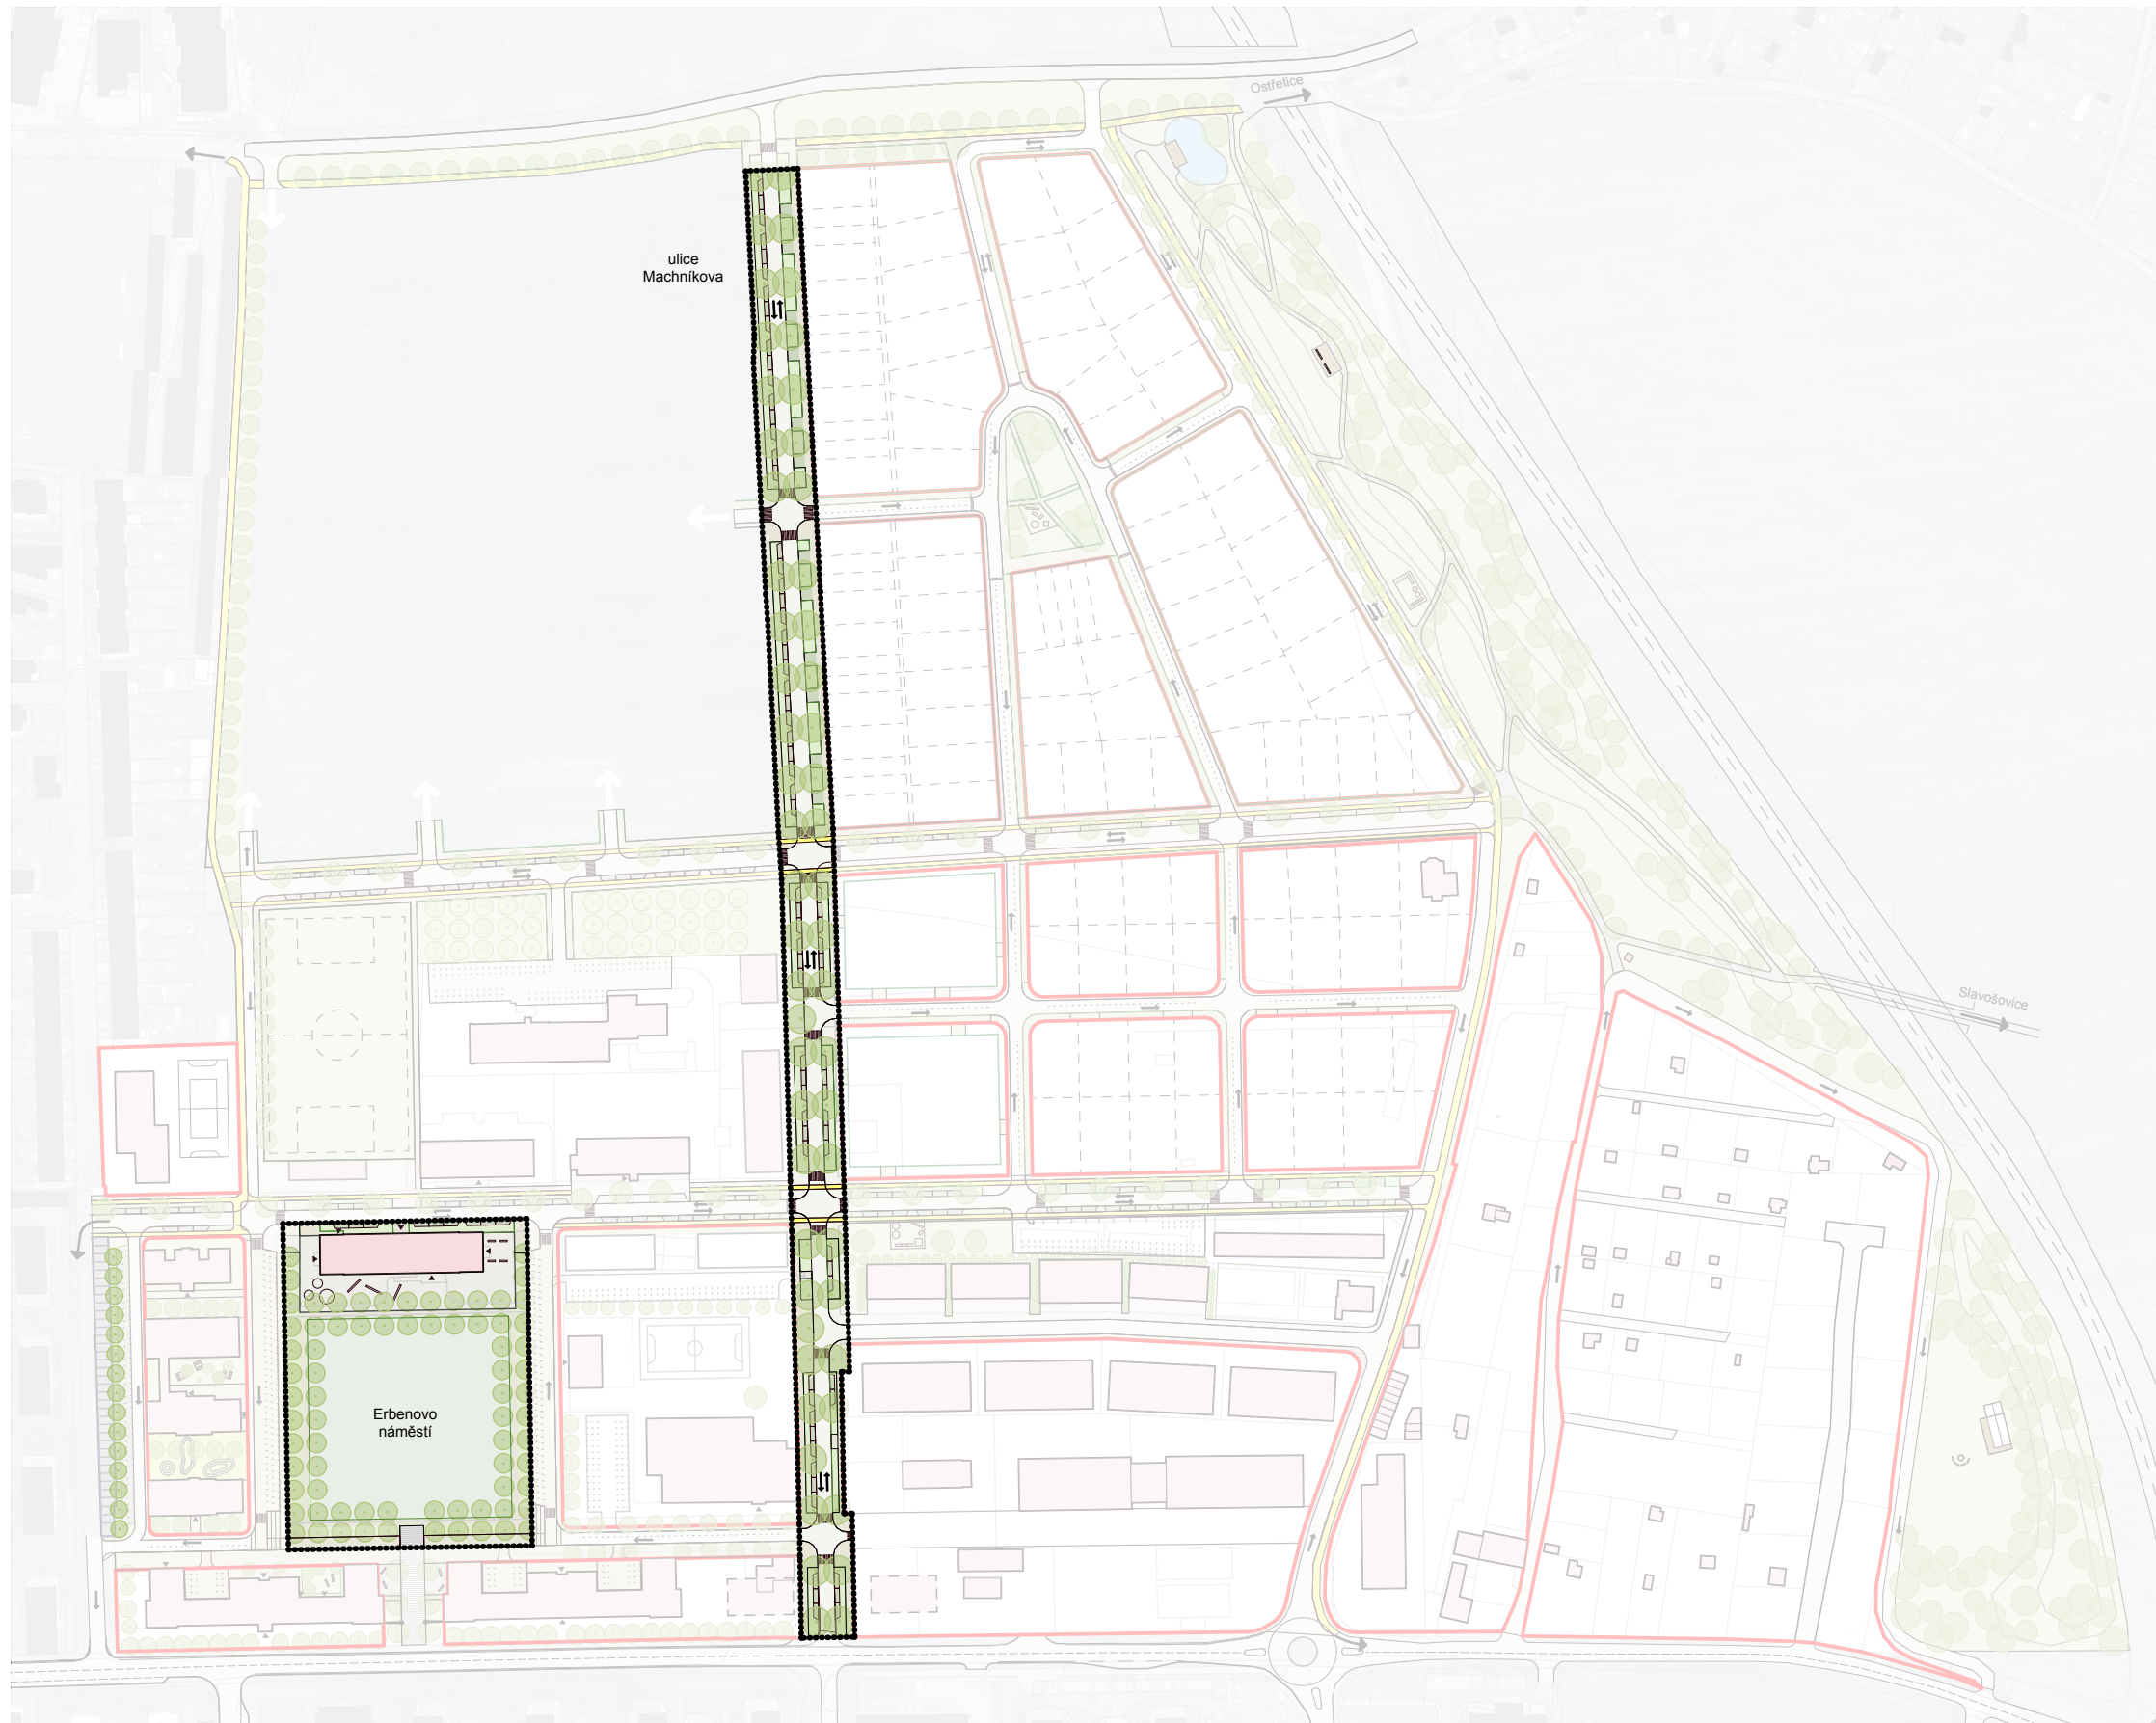 Ostřetice
ulice
Machníkova
Slavošovice
Erbenovo
náměstí